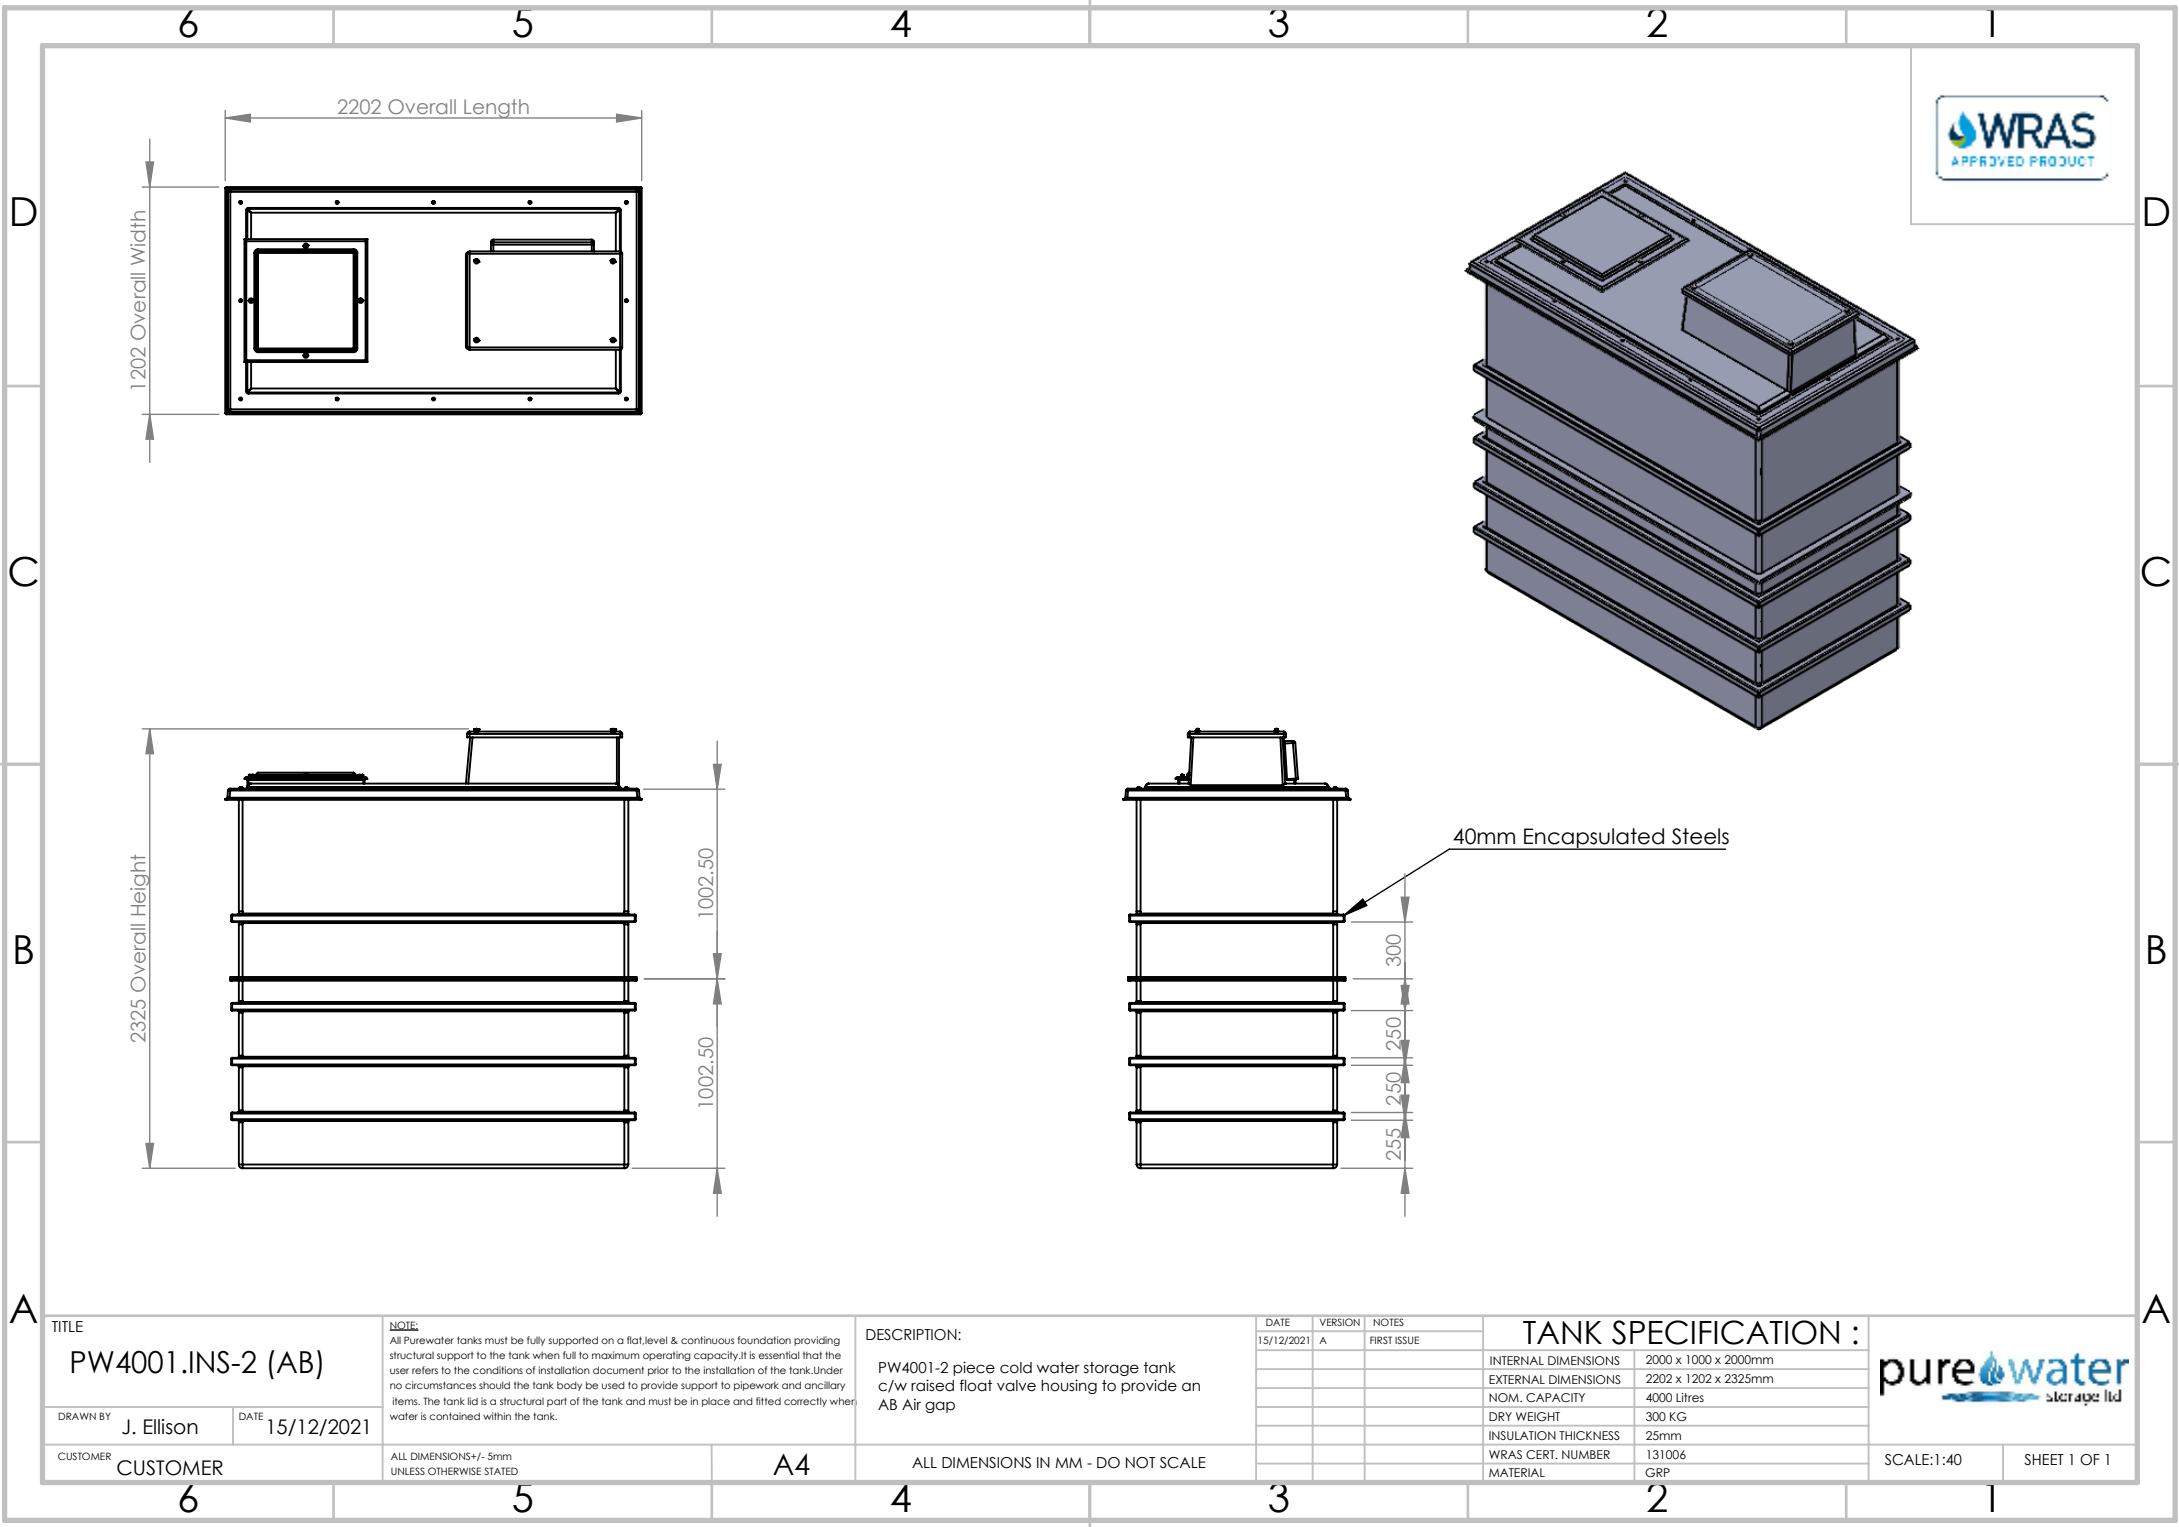 6 5 4 3 2 1
D
C
B
A
D
C
B
A
2202 Overall Length
1202 Overall Width
WRAS
APPROVED PRODUCT
2325 Overall Height
1002.50
1002.50
40mm Encapsulated Steels
300
250
250
255
TITLE
PW4001.INS-2 (AB)
DRAWN BY J. Ellison
DATE 15/12/2021
CUSTOMER CUSTOMER
NOTE:
All Purewater tanks must be fully supported on a flat,level & continuous foundation providing
structural support to the tank when full to maximum operating capacity.It is essential that the
user refers to the conditions of installation document prior to the installation of the tank.Under
no circumstances should the tank body be used to provide support to pipework and ancillary
items. The tank lid is a structural part of the tank and must be in place and fitted correctly when
water is contained within the tank.
ALL DIMENSIONS+/- 5mm
UNLESS OTHERWISE STATED
A4
DESCRIPTION:
PW4001-2 piece cold water storage tank
c/w raised float valve housing to provide an
AB Air gap
ALL DIMENSIONS IN MM - DO NOT SCALE
DATE VERSION NOTES
15/12/2021 A FIRST ISSUE
TANK SPECIFICATION :
INTERNAL DIMENSIONS 2000 x 1000 x 2000mm
EXTERNAL DIMENSIONS 2202 x 1202 x 2325mm
NOM. CAPACITY 4000 Litres
DRY WEIGHT 300 KG
INSULATION THICKNESS 25mm
WRAS CERT. NUMBER 131006
MATERIAL GRP
pure water
storage ltd
SCALE:1:40
SHEET 1 OF 1
6 5 4 3 2 1